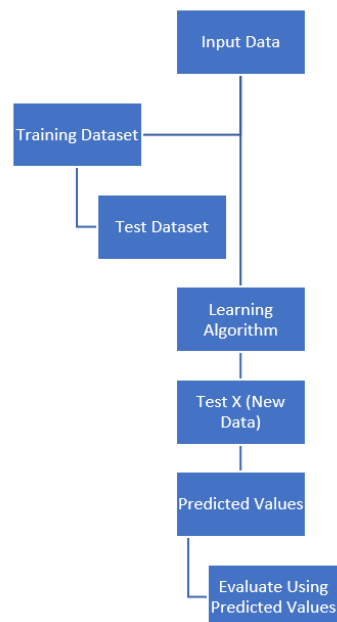 Input Data
Training Dataset
Test Dataset
Learning
Algorithm
Test X (New
Data)
Predicted Values
Evaluate Using
Predicted Values